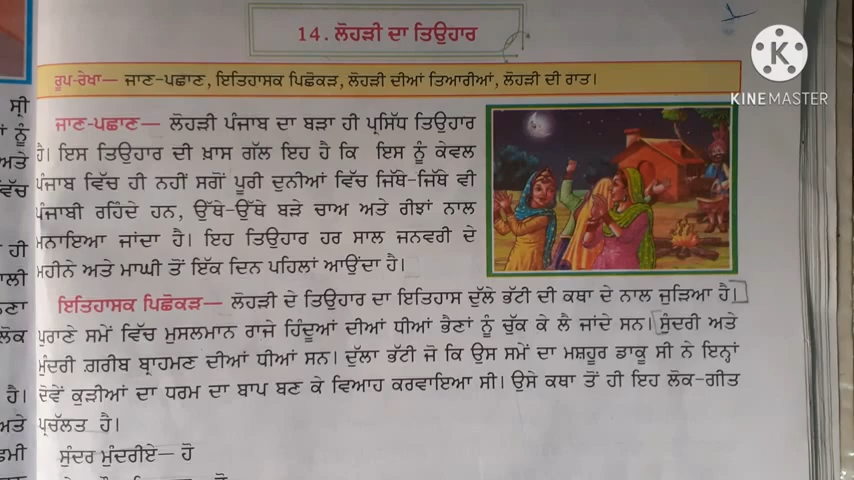 14. ਲੋਹੜੀ ਦਾ ਤਿਉਹਾਰ
KINEMASTER
ਰੂਪ-ਰੇਖਾ— ਜਾਣ-ਪਛਾਣ, ਇਤਿਹਾਸਕ ਪਿਛੋਕੜ, ਲੋਹੜੀ ਦੀਆਂ ਤਿਆਰੀਆਂ, ਲੋਹੜੀ ਦੀ ਰਾਤ।
ਸ੍ਰੀ
ਨੂੰ
ਅਤੇ
ਵਿੱਚ
ਹੀ
ਲੋਕ
ਹੈ।
ਅਤੇ
ਜਾਣ-ਪਛਾਣ— ਲੋਹੜੀ ਪੰਜਾਬ ਦਾ ਬੜਾ ਹੀ ਪ੍ਰਸਿੱਧ ਤਿਉਹਾਰ
ਹੈ। ਇਸ ਤਿਉਹਾਰ ਦੀ ਖ਼ਾਸ ਗੱਲ ਇਹ ਹੈ ਕਿ ਇਸ ਨੂੰ ਕੇਵਲ
ਪੰਜਾਬ ਵਿੱਚ ਹੀ ਨਹੀਂ ਸਗੋਂ ਪੂਰੀ ਦੁਨੀਆਂ ਵਿੱਚ ਜਿੱਥੇ-ਜਿੱਥੇ ਵੀ
ਪੰਜਾਬੀ ਰਹਿੰਦੇ ਹਨ, ਉੱਥੇ-ਉੱਥੇ ਬੜੇ ਚਾਅ ਅਤੇ ਰੀਝਾਂ ਨਾਲ
ਮਨਾਇਆ ਜਾਂਦਾ ਹੈ। ਇਹ ਤਿਉਹਾਰ ਹਰ ਸਾਲ ਜਨਵਰੀ ਦੇ
ਮਹੀਨੇ ਅਤੇ ਮਾਘੀ ਤੋਂ ਇੱਕ ਦਿਨ ਪਹਿਲਾਂ ਆਉਂਦਾ ਹੈ।
ਇਤਿਹਾਸਕ ਪਿਛੋਕੜ— ਲੋਹੜੀ ਦੇ ਤਿਉਹਾਰ ਦਾ ਇਤਿਹਾਸ ਦੁੱਲੇ ਭੱਟੀ ਦੀ ਕਥਾ ਦੇ ਨਾਲ ਜੁੜਿਆ ਹੈ।
ਪੁਰਾਣੇ ਸਮੇਂ ਵਿੱਚ ਮੁਸਲਮਾਨ ਰਾਜੇ ਹਿੰਦੂਆਂ ਦੀਆਂ ਧੀਆਂ ਭੈਣਾਂ ਨੂੰ ਚੁੱਕ ਕੇ ਲੈ ਜਾਂਦੇ ਸਨ। ਸੁੰਦਰੀ ਅਤੇ
ਮੁੰਦਰੀ ਗ਼ਰੀਬ ਬ੍ਰਾਹਮਣ ਦੀਆਂ ਧੀਆਂ ਸਨ। ਦੁੱਲਾ ਭੱਟੀ ਜੋ ਕਿ ਉਸ ਸਮੇਂ ਦਾ ਮਸ਼ਹੂਰ ਡਾਕੂ ਸੀ ਨੇ ਇਨ੍ਹਾਂ
ਦੋਵੇਂ ਕੁੜੀਆਂ ਦਾ ਧਰਮ ਦਾ ਬਾਪ ਬਣ ਕੇ ਵਿਆਹ ਕਰਵਾਇਆ ਸੀ। ਉਸੇ ਕਥਾ ਤੋਂ ਹੀ ਇਹ ਲੋਕ-ਗੀਤ
ਪ੍ਰਚੱਲਤ ਹੈ।
ਸੁੰਦਰ ਮੁੰਦਰੀਏ— ਹੋ